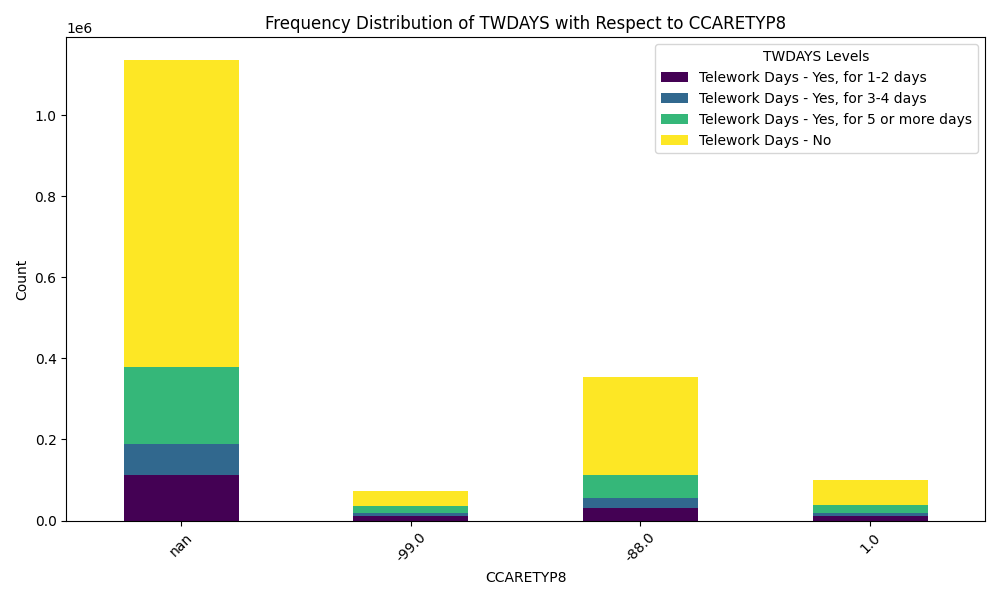 Frequency Distribution of TWDAYS with Respect to CCARETYP8
1e6
TWDAYS Levels
Telework Days - Yes, for 1-2 days
Telework Days - Yes, for 3-4 days
Telework Days - Yes, for 5 or more days
Telework Days - No
1.0
0.8
0.6
0.4
0.2
0.0
Count
nan
-99.0
-88.0
1.0
CCARETYP8